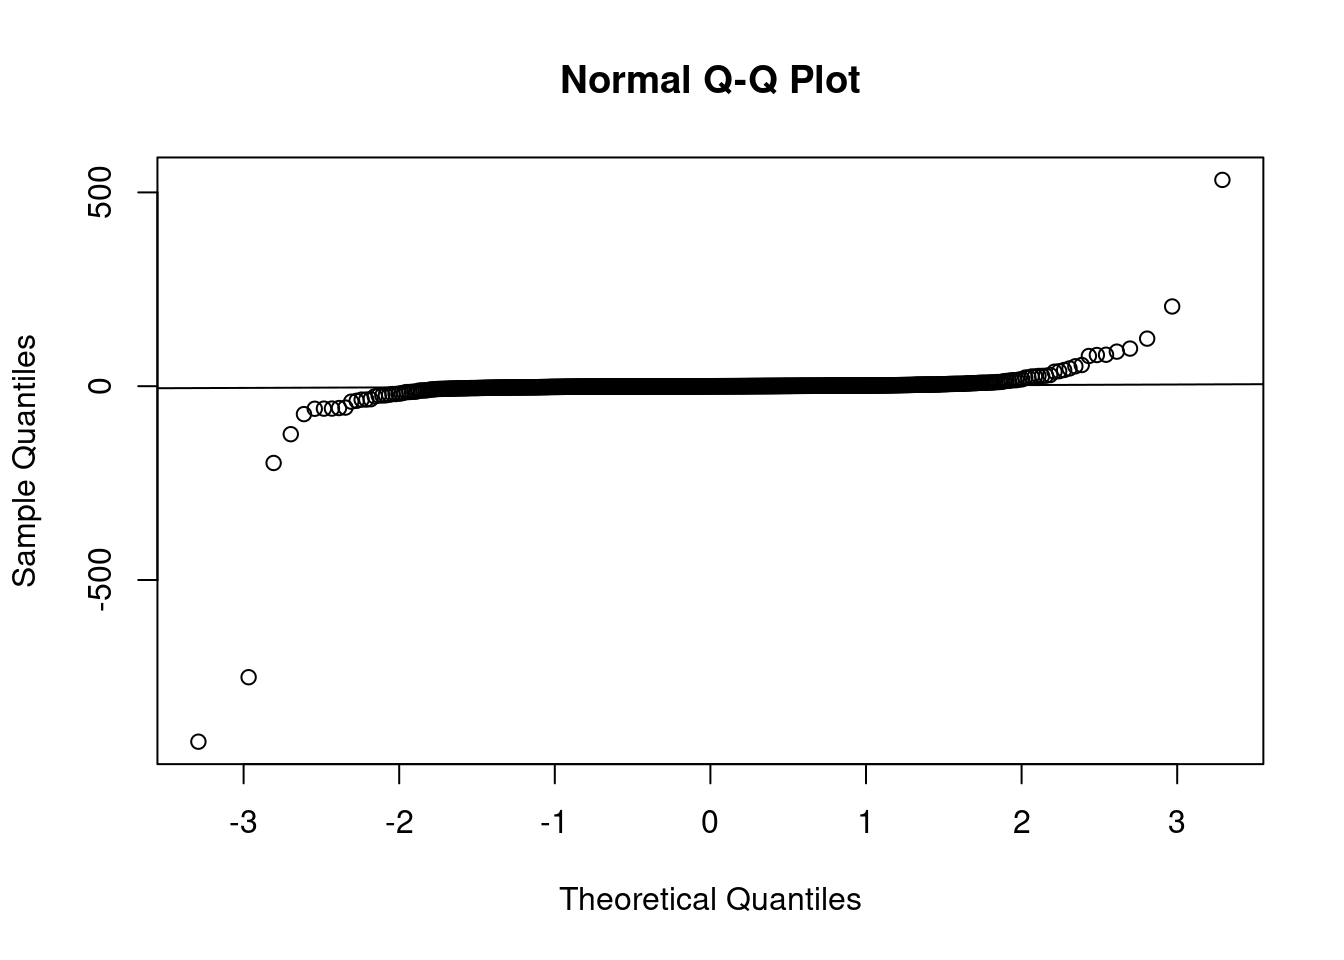 Normal Q-Q Plot
Sample Quantiles
500
0
-500
-3 -2 -1 0 1 2 3
Theoretical Quantiles